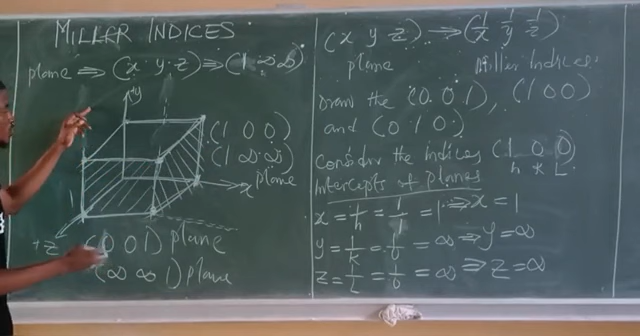 MILLER INDICES
plane ⇒ (x y z) ⇒ (1 ∞ ∞)
+y
(1 0 0)
(1 ∞ ∞)
plane
x
1
+z
(0 0 1) plane
(∞ ∞ 1) plane
(x y z) ⇒ (1/x 1/y 1/z)
plane Miller Indices
Draw the (0 0 1), (1 0 0)
and (0 1 0)
Consider the indices (1 0 0)
h k L
Intercepts of planes
x = 1/h = 1/1 = 1 ⇒ x = 1
y = 1/k = 1/0 = ∞ ⇒ y = ∞
z = 1/L = 1/0 = ∞ ⇒ z = ∞